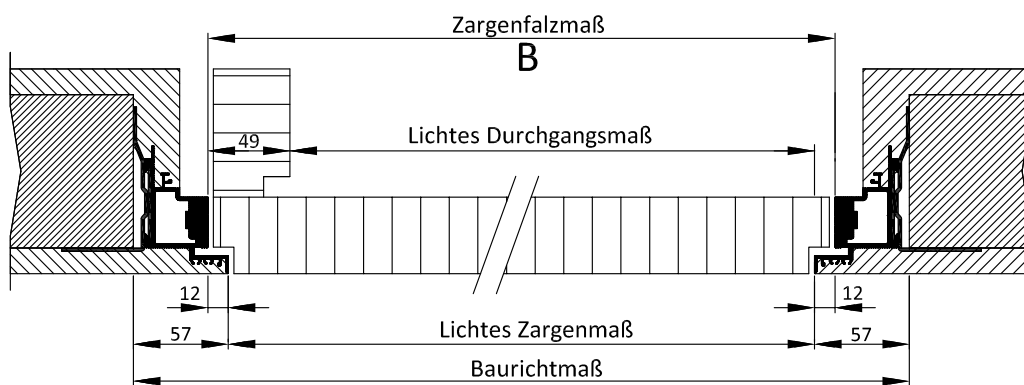 Zargenfalzmaß
B
49
Lichtes Durchgangsmaß
12
12
57
Lichtes Zargenmaß
57
Baurichtmaß